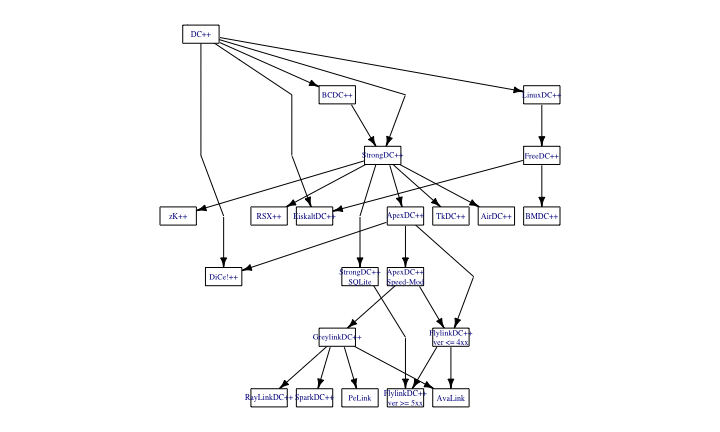 DC++
BCDC++
LinuxDC++
StrongDC++
FreeDC++
zK++
RSX++
EiskaltDC++
ApexDC++
TkDC++
AirDC++
BMDC++
DiCe!++
StrongDC++
SQLite
ApexDC++
Speed-Mod
GreylinkDC++
FlylinkDC++
ver <= 4xx
RayLinkDC++
SparkDC++
PeLink
FlylinkDC++
ver >= 5xx
AvaLink